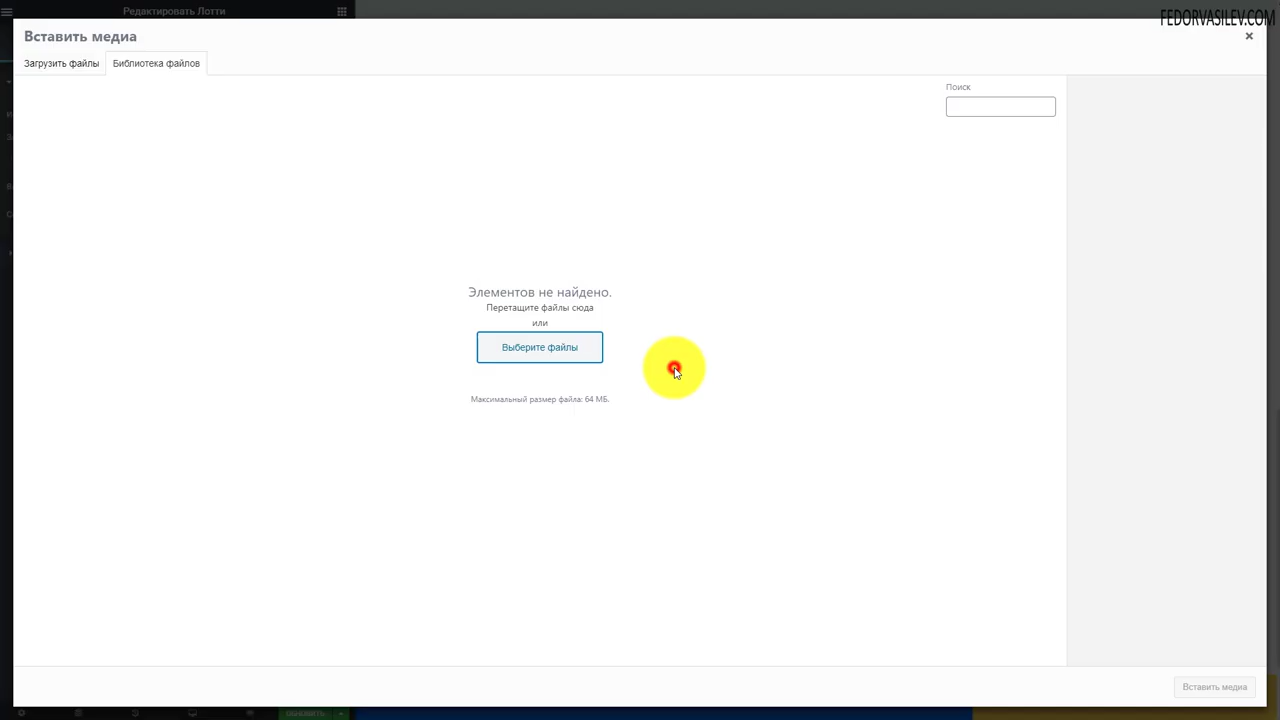 Редактировать Лотти
FEDORVASILEV.COM
Вставить медиа
Загрузить файлы
Библиотека файлов
Поиск
Элементов не найдено.
Перетащите файлы сюда
или
Выберите файлы
Максимальный размер файла: 64 МБ.
Вставить медиа
ОБНОВИТЬ